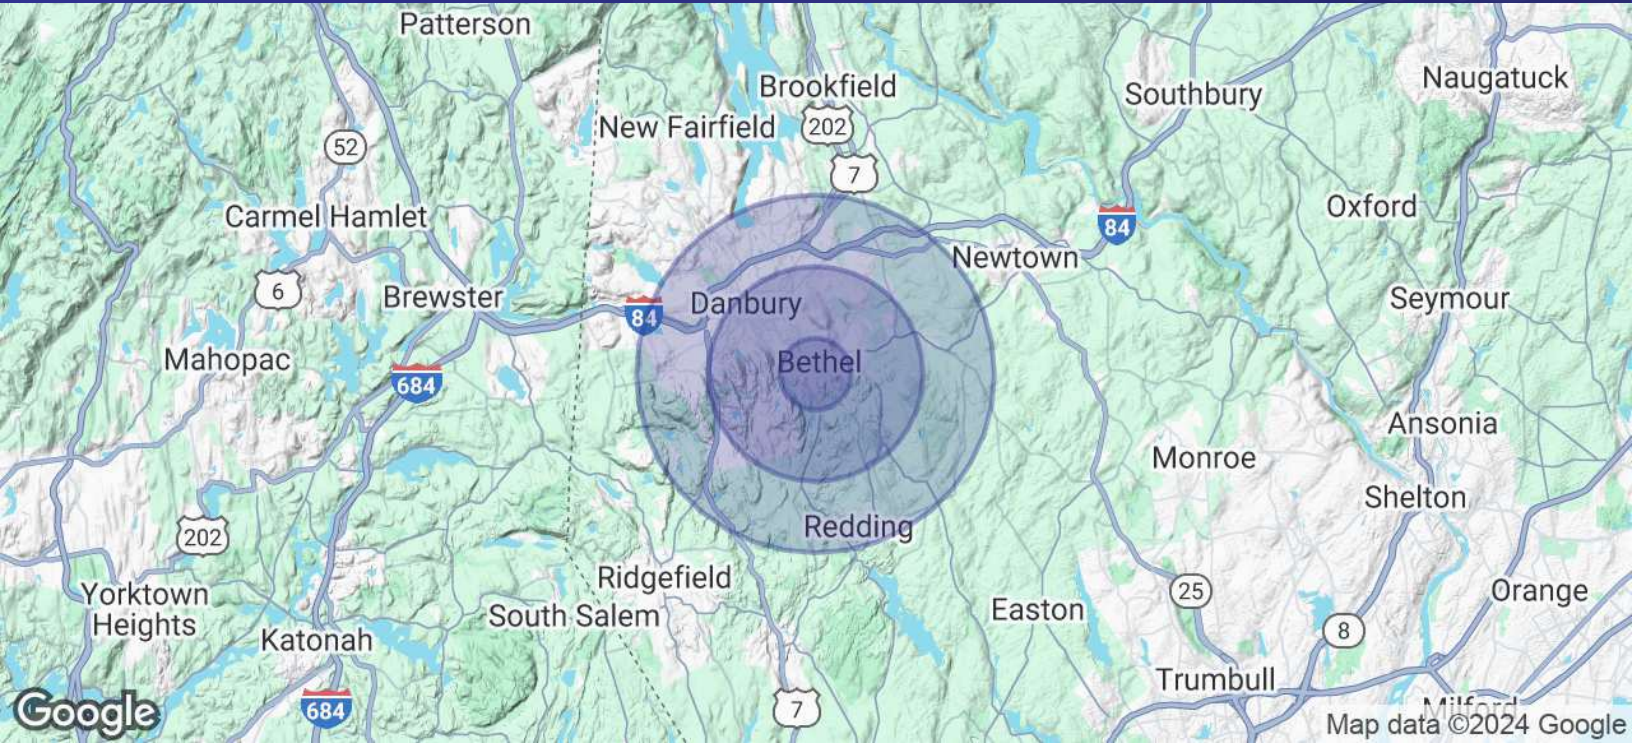 Patterson
Brookfield
Naugatuck
Southbury
New Fairfield
202
52
7
Carmel Hamlet
Oxford
84
Newtown
6
Brewster
84
Danbury
Seymour
Mahopac
Bethel
684
Ansonia
Monroe
Shelton
Redding
202
Ridgefield
Yorktown
Heights
25
Orange
South Salem
Easton
8
Katonah
Trumbull
Google
684
7
Milford
Map data ©2024 Google